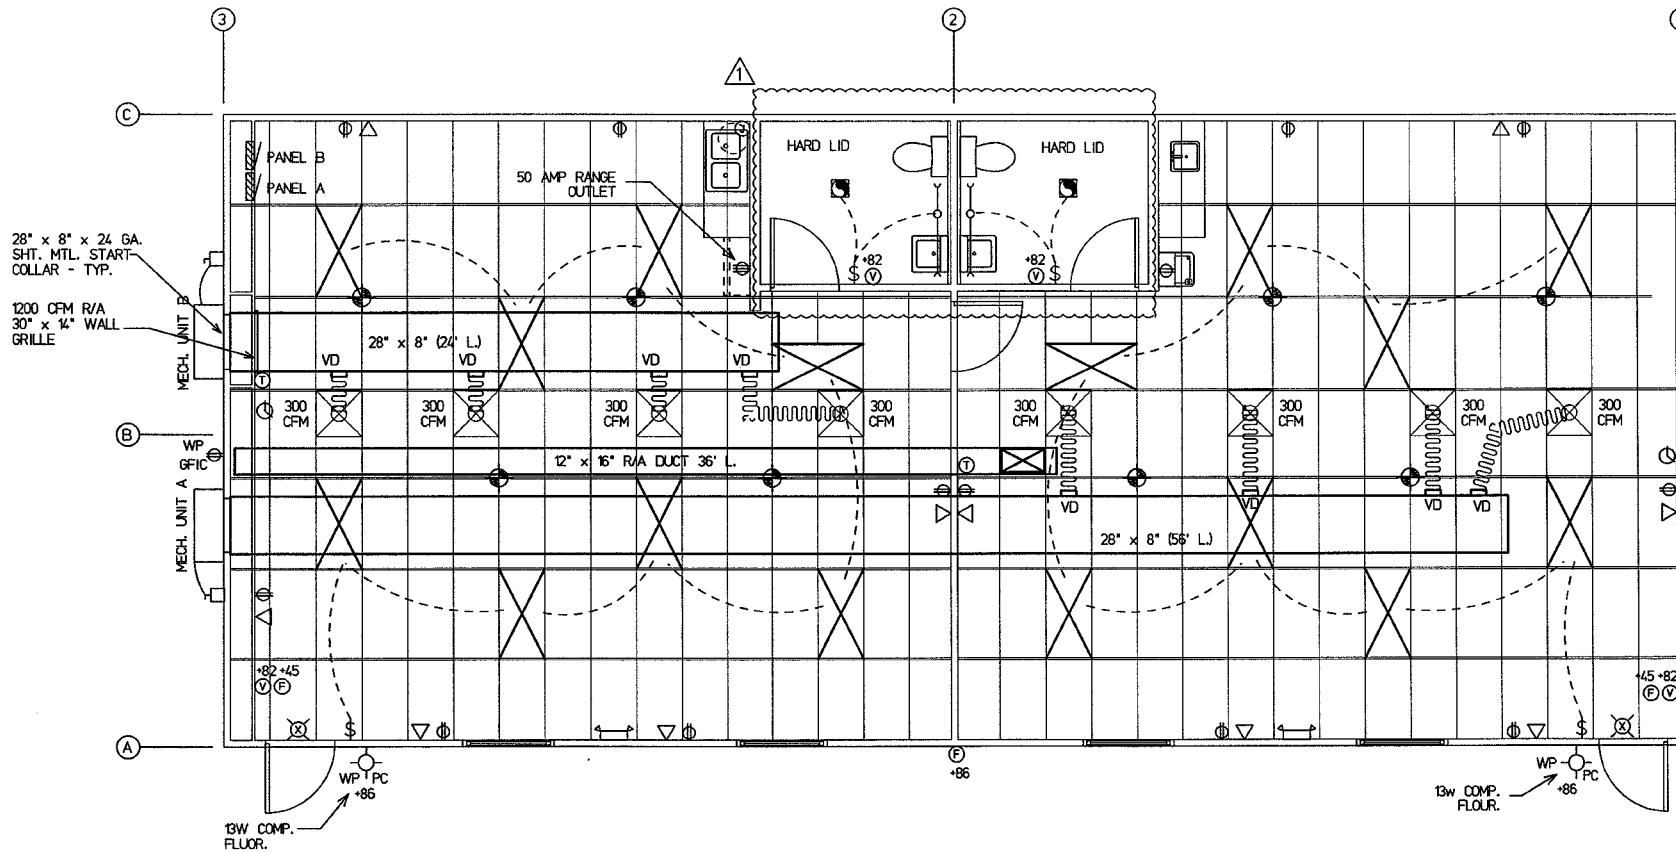 3
2
1
C
HARD LID
HARD LID
PANEL B
PANEL A
50 AMP RANGE
OUTLET
28" x 8" x 24 GA.
SHT. MTL. START
COLLAR - TYP.
+82
V
S
+82
V
S
1200 CFM R/A
30" x 14" WALL
GRILLE
MECH. UNIT B
28" x 8" (24' L.)
VD
VD
VD
VD
T
300
CFM
300
CFM
300
CFM
300
CFM
300
CFM
300
CFM
300
CFM
300
CFM
B
WP
GFIC
12" x 16" R/A DUCT 36' L.
T
MECH. UNIT A
VD
VD
VD
VD
28" x 8" (56' L.)
+82 +45
V F
+45 +82
F V
X
S
S
X
A
WP PC
+86
F
+86
WP PC
+86
13W COMP.
FLUOR.
13w COMP.
FLOUR.